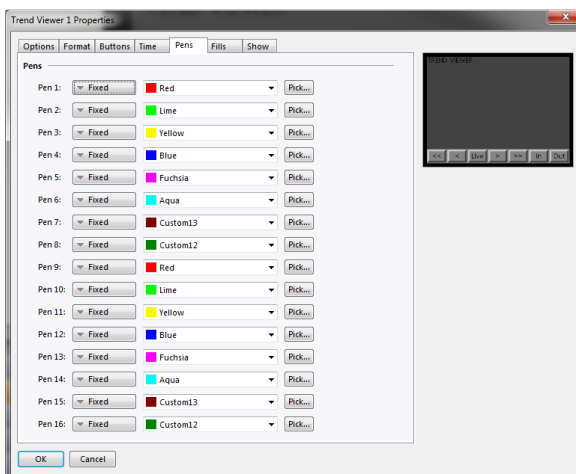 Trend Viewer 1 Properties
Options Format Buttons Time Pens Fills Show
Pens
TREND VIEWER
Pen 1: Fixed Red Pick...
Pen 2: Fixed Lime Pick...
Pen 3: Fixed Yellow Pick...
Pen 4: Fixed Blue Pick...
<< < Live > >> In Out
Pen 5: Fixed Fuchsia Pick...
Pen 6: Fixed Aqua Pick...
Pen 7: Fixed Custom13 Pick...
Pen 8: Fixed Custom12 Pick...
Pen 9: Fixed Red Pick...
Pen 10: Fixed Lime Pick...
Pen 11: Fixed Yellow Pick...
Pen 12: Fixed Blue Pick...
Pen 13: Fixed Fuchsia Pick...
Pen 14: Fixed Aqua Pick...
Pen 15: Fixed Custom13 Pick...
Pen 16: Fixed Custom12 Pick...
OK Cancel